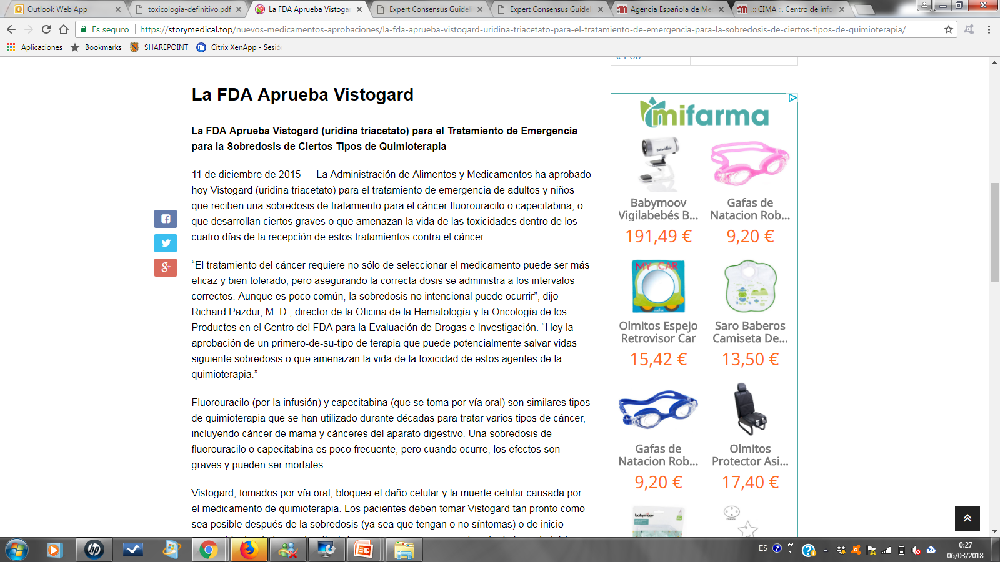 Outlook Web App
toxicologia-definitivo.pdf
La FDA Aprueba Vistogar
Expert Consensus Guidel
Expert Consensus Guidel
Agencia Española de Me
.:: CIMA ::. Centro de info
Es seguro
https://storymedical.top/nuevos-medicamentos-aprobaciones/la-fda-aprueba-vistogard-uridina-triacetato-para-el-tratamiento-de-emergencia-para-la-sobredosis-de-ciertos-tipos-de-quimioterapia/
Aplicaciones
Bookmarks
SHAREPOINT
Citrix XenApp - Sesió
« Feb
La FDA Aprueba Vistogard
La FDA Aprueba Vistogard (uridina triacetato) para el Tratamiento de Emergencia
para la Sobredosis de Ciertos Tipos de Quimioterapia
11 de diciembre de 2015 — La Administración de Alimentos y Medicamentos ha aprobado
hoy Vistogard (uridina triacetato) para el tratamiento de emergencia de adultos y niños
que reciben una sobredosis de tratamiento para el cáncer fluorouracilo o capecitabina, o
que desarrollan ciertos graves o que amenazan la vida de las toxicidades dentro de los
cuatro días de la recepción de estos tratamientos contra el cáncer.
“El tratamiento del cáncer requiere no sólo de seleccionar el medicamento puede ser más
eficaz y bien tolerado, pero asegurando la correcta dosis se administra a los intervalos
correctos. Aunque es poco común, la sobredosis no intencional puede ocurrir”, dijo
Richard Pazdur, M. D., director de la Oficina de la Hematología y la Oncología de los
Productos en el Centro del FDA para la Evaluación de Drogas e Investigación. “Hoy la
aprobación de un primero-de-su-tipo de terapia que puede potencialmente salvar vidas
siguiente sobredosis o que amenazan la vida de la toxicidad de estos agentes de la
quimioterapia.”
Fluorouracilo (por la infusión) y capecitabina (que se toma por vía oral) son similares tipos
de quimioterapia que se han utilizado durante décadas para tratar varios tipos de cáncer,
incluyendo cáncer de mama y cánceres del aparato digestivo. Una sobredosis de
fluorouracilo o capecitabina es poco frecuente, pero cuando ocurre, los efectos son
graves y pueden ser mortales.
Vistogard, tomados por vía oral, bloquea el daño celular y la muerte celular causada por
el medicamento de quimioterapia. Los pacientes deben tomar Vistogard tan pronto como
sea posible después de la sobredosis (ya sea que tengan o no síntomas) o de inicio
mifarma
babymoov
Babymoov
Vigilabebés B...
191,49 €
Gafas de
Natacion Rob...
9,20 €
MY CAR
Olmitos Espejo
Retrovisor Car
15,42 €
Saro Baberos
Camiseta De...
13,50 €
Gafas de
Natacion Rob...
9,20 €
Olmitos
Protector Asi...
17,40 €
babymoov
ES
0:27
06/03/2018